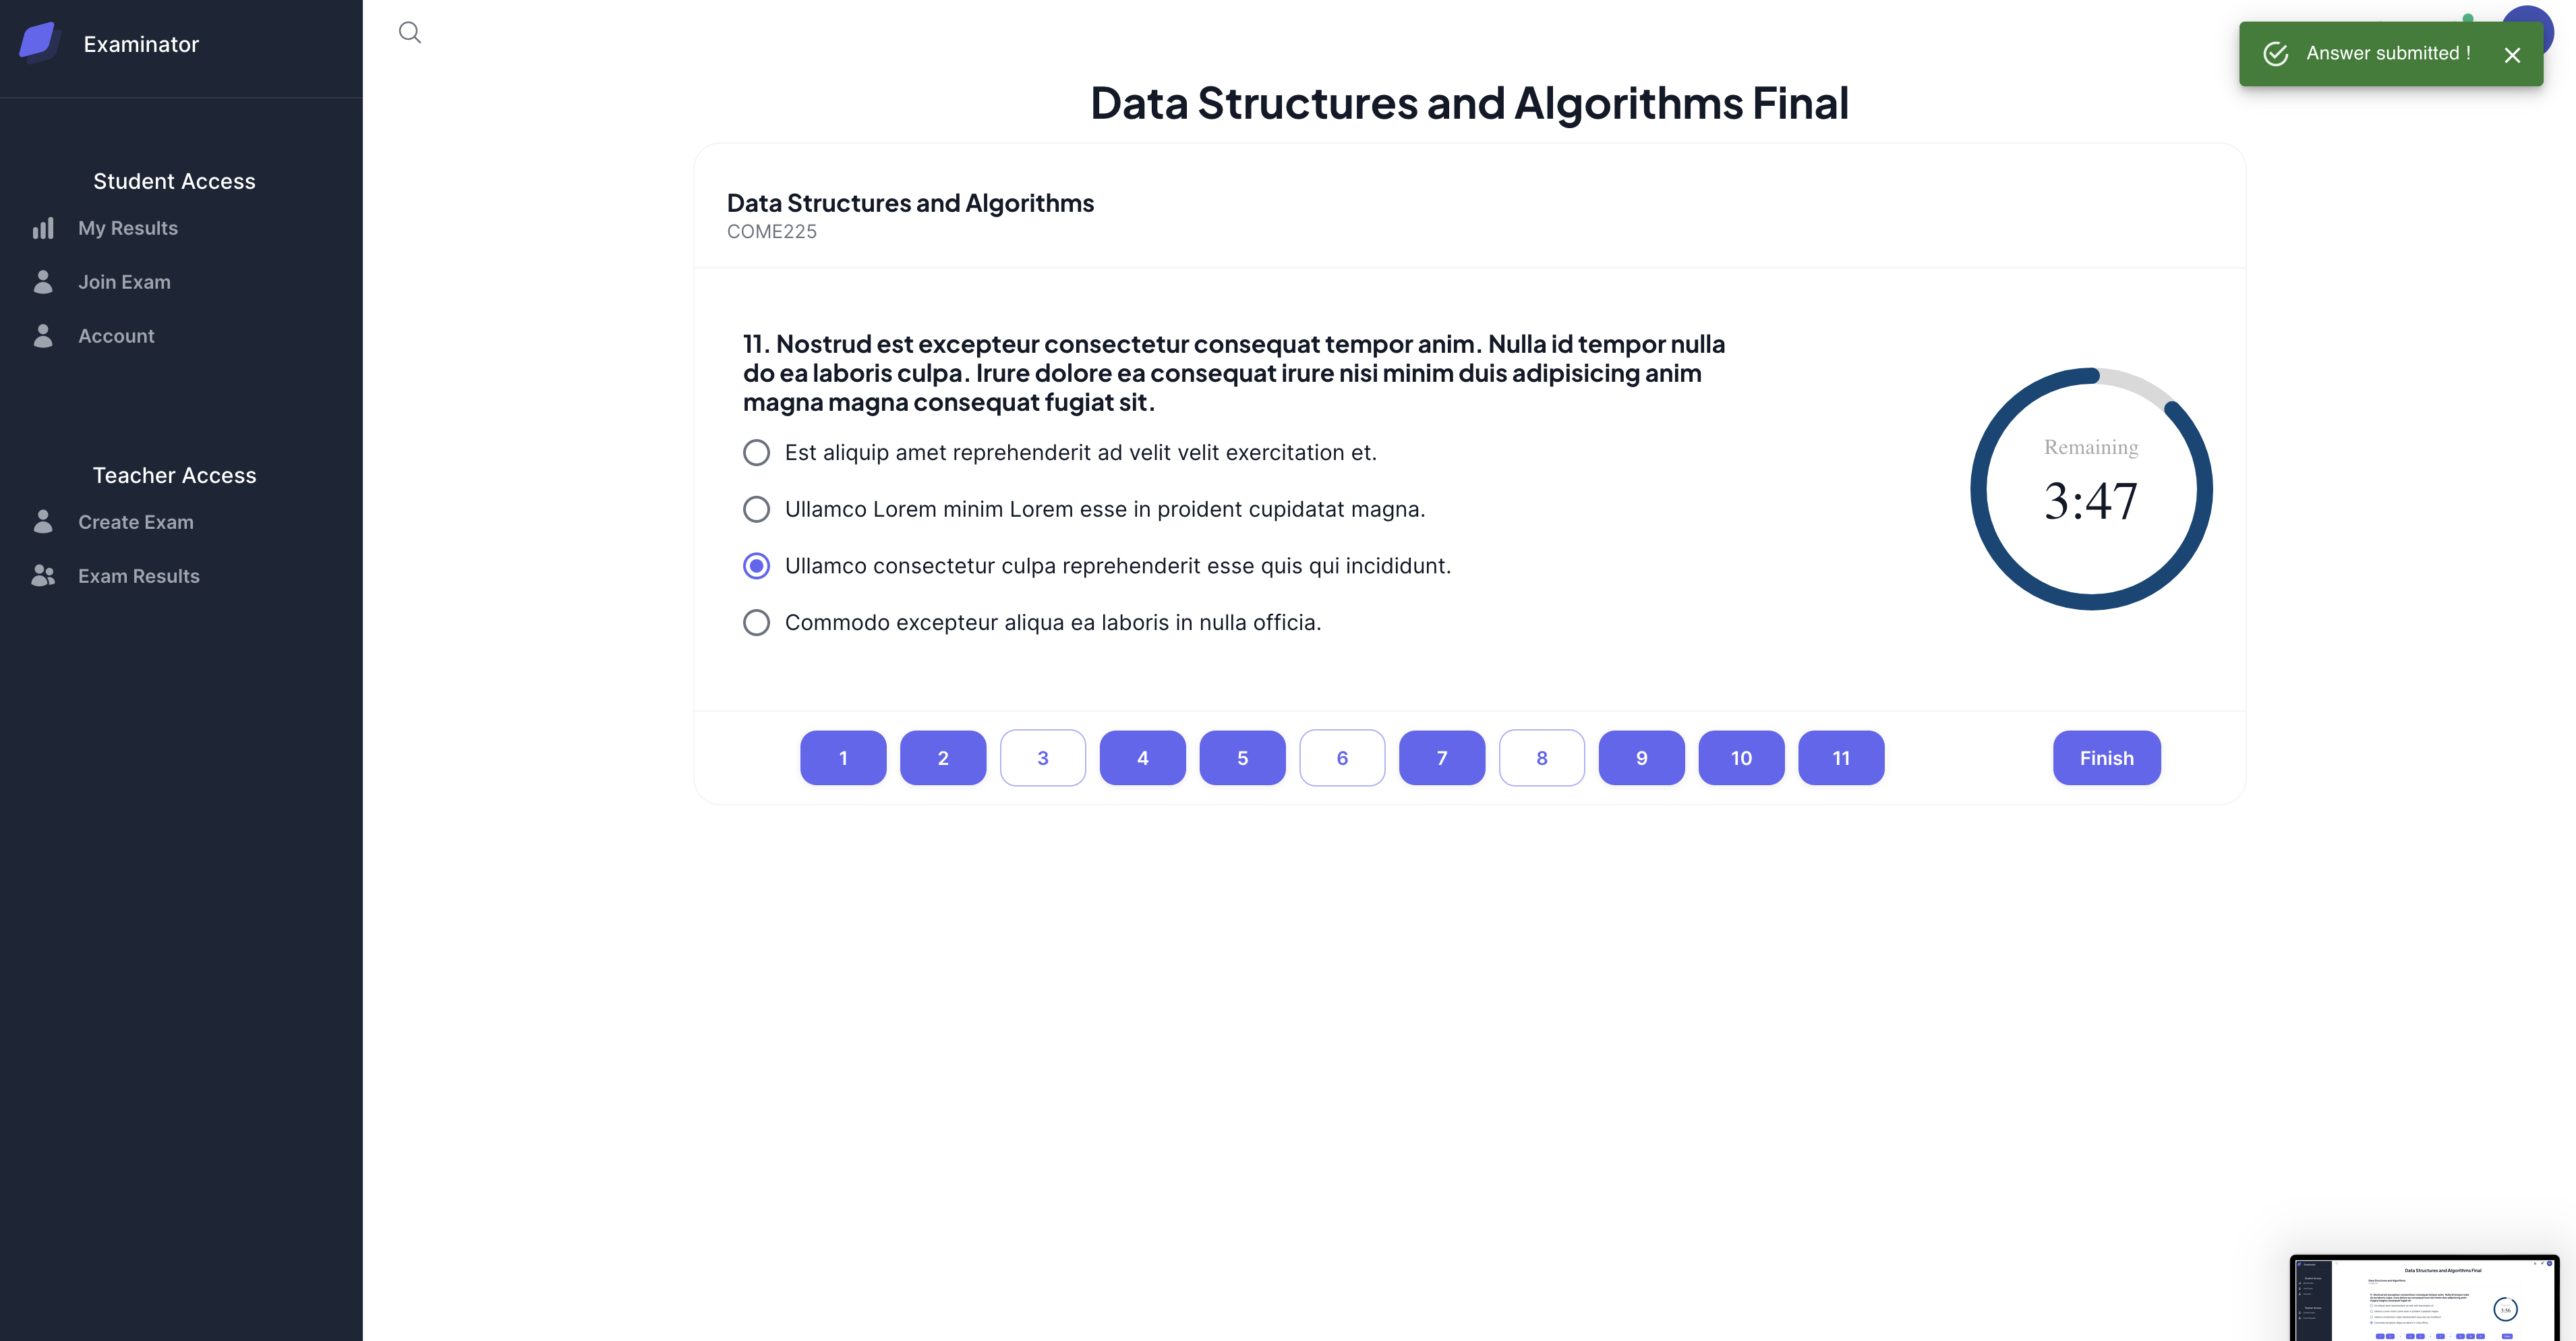 Examinator
Student Access
My Results
Join Exam
Account
Teacher Access
Create Exam
Exam Results
Answer submitted !
Data Structures and Algorithms Final
Data Structures and Algorithms
COME225
11. Nostrud est excepteur consectetur consequat tempor anim. Nulla id tempor nulla
do ea laboris culpa. Irure dolore ea consequat irure nisi minim duis adipisicing anim
magna magna consequat fugiat sit.
Est aliquip amet reprehenderit ad velit velit exercitation et.
Ullamco Lorem minim Lorem esse in proident cupidatat magna.
Ullamco consectetur culpa reprehenderit esse quis qui incididunt.
Commodo excepteur aliqua ea laboris in nulla officia.
Remaining
3:47
1 2 3 4 5 6 7 8 9 10 11 Finish
Data Structures and Algorithms Final